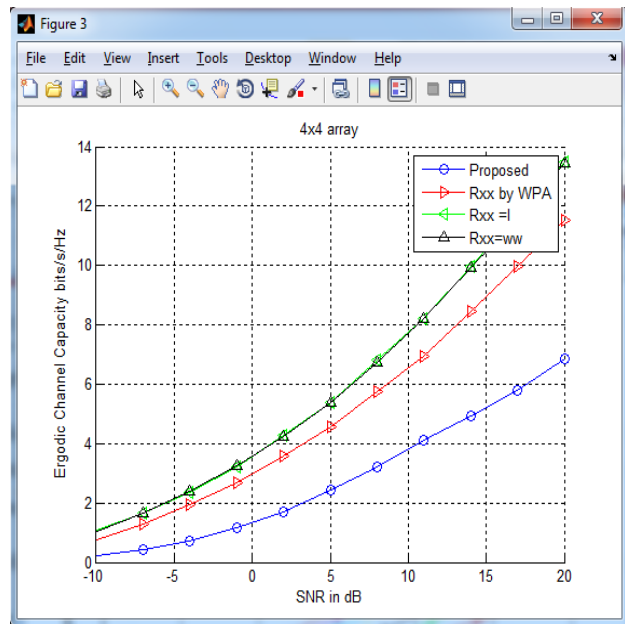 Figure 3
File Edit View Insert Tools Desktop Window Help
4x4 array
Ergodic Channel Capacity bits/s/Hz
14
12
10
8
6
4
2
0
-10 -5 0 5 10 15 20
SNR in dB
Proposed
Rxx by WPA
Rxx =I
Rxx=ww